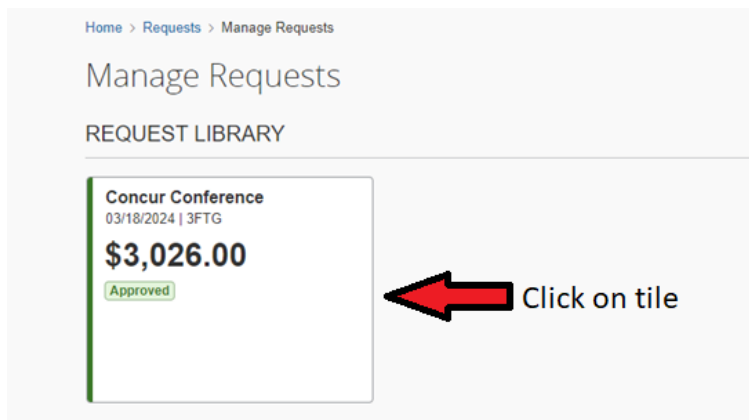 Home > Requests > Manage Requests
Manage Requests
REQUEST LIBRARY
Concur Conference
03/18/2024 | 3FTG
$3,026.00
Approved
Click on tile